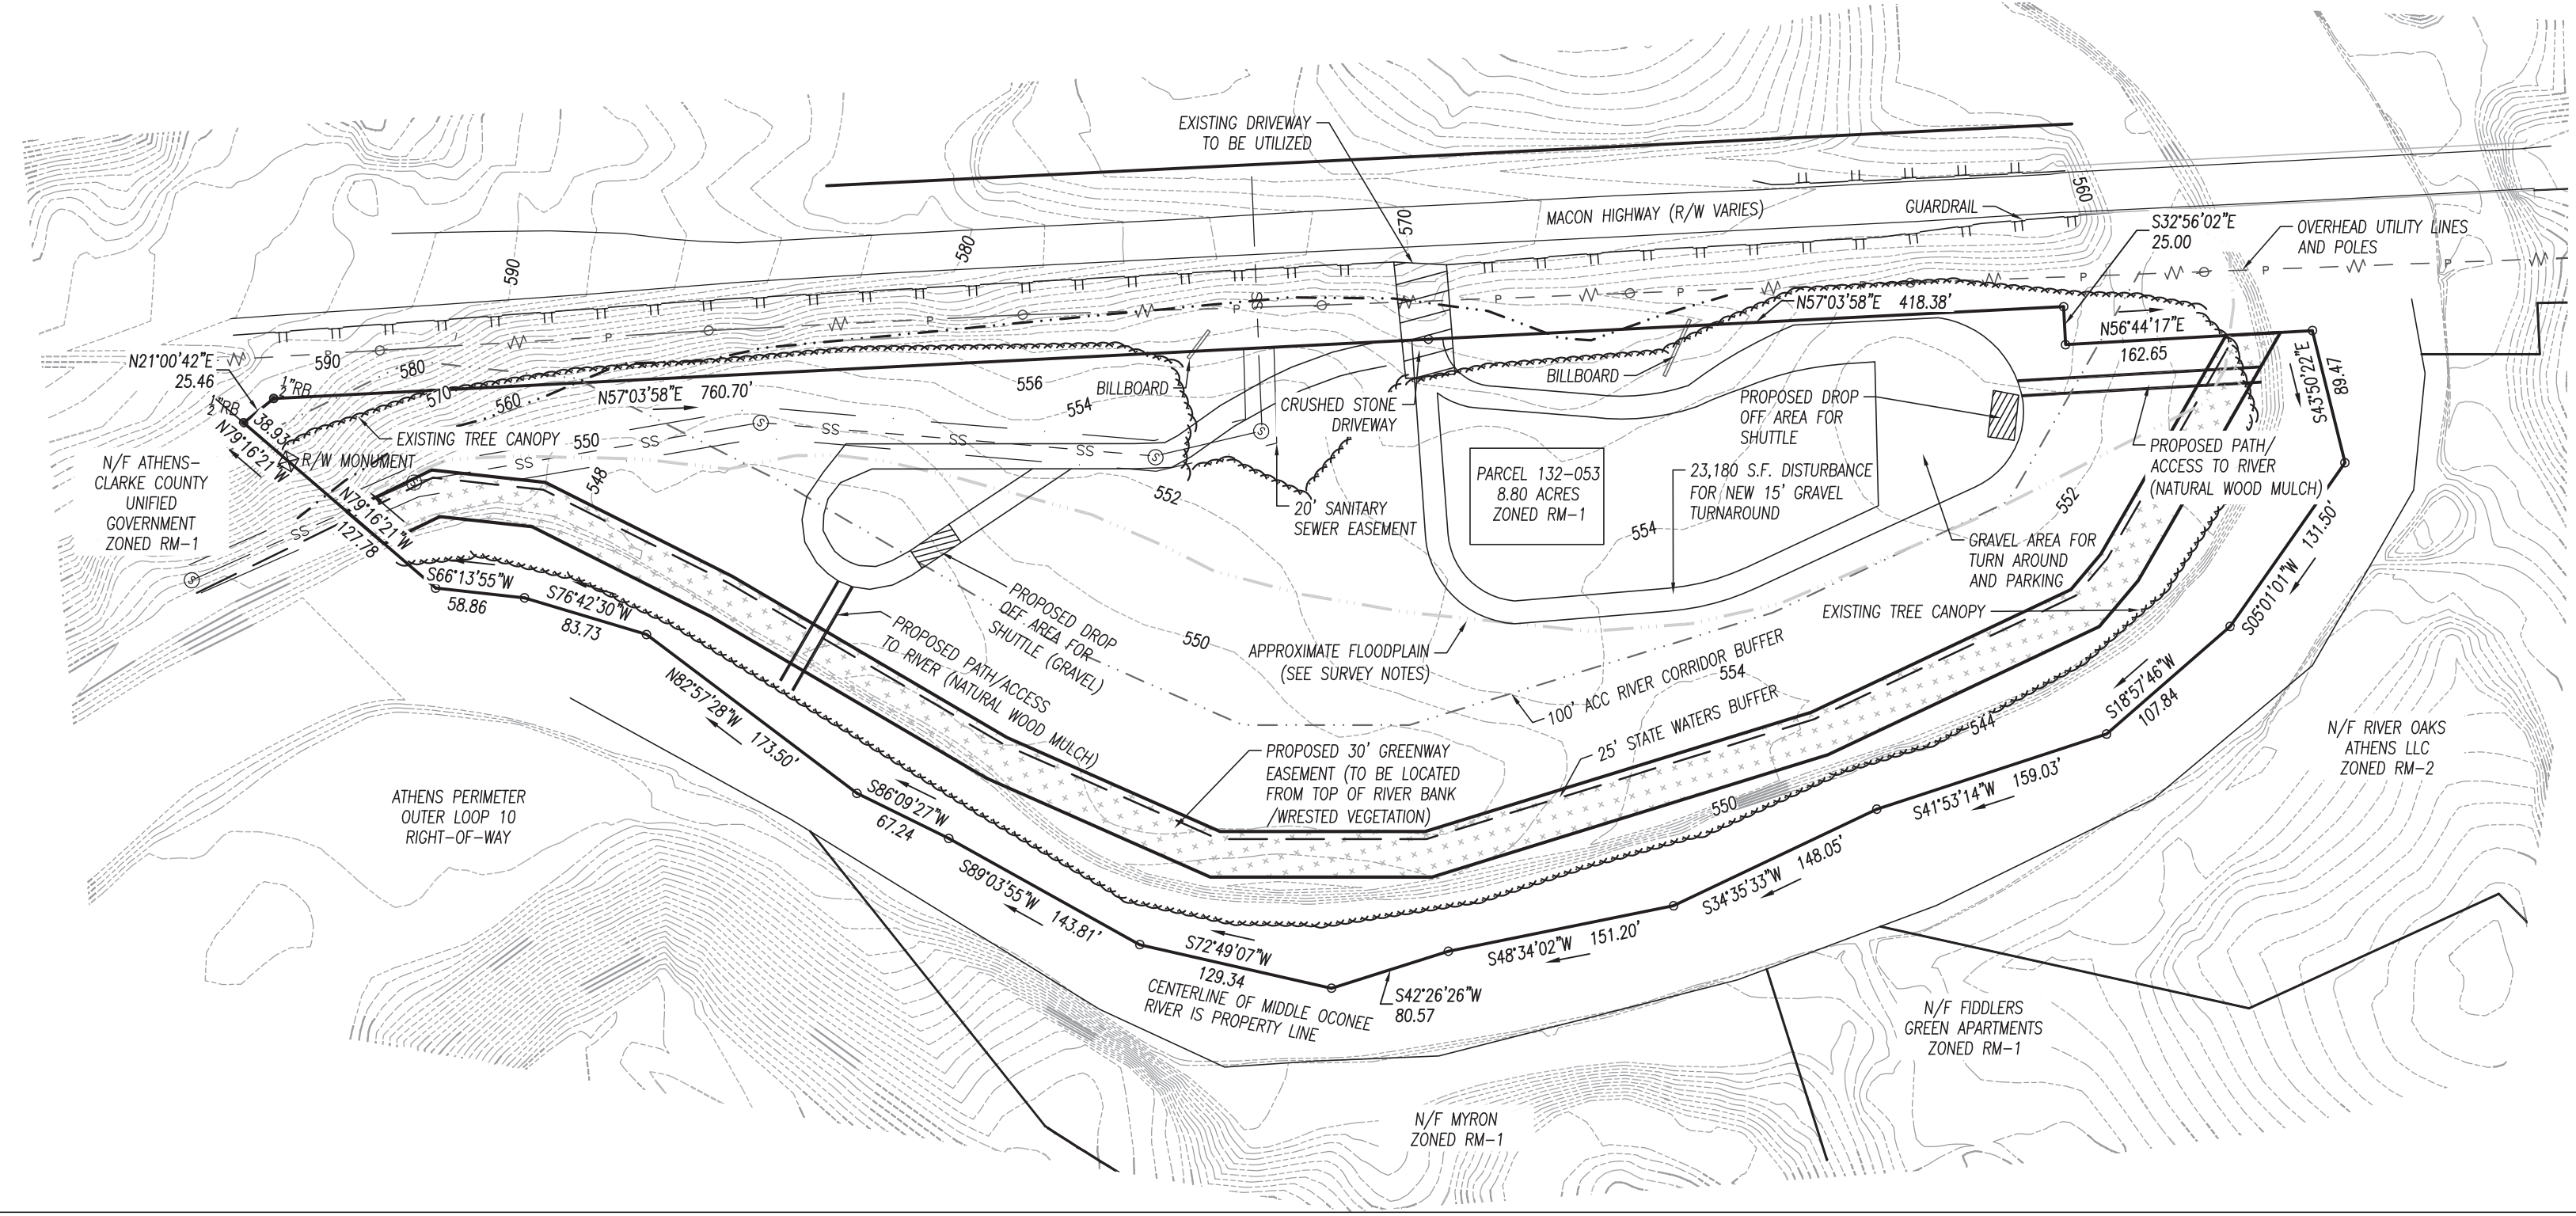 EXISTING DRIVEWAY
TO BE UTILIZED
MACON HIGHWAY (R/W VARIES)
GUARDRAIL
560
S32°56'02"E
25.00
OVERHEAD UTILITY LINES
AND POLES
570
580
590
N21°00'42"E
25.46
1/2"RB
1/2"RB
590
580
570
560
N57°03'58"E 760.70'
556
554
BILLBOARD
SS
CRUSHED STONE
DRIVEWAY
BILLBOARD
N57°03'58"E 418.38'
N56°44'17"E
162.65
S43°50'22"E
89.47
PROPOSED DROP
OFF AREA FOR
SHUTTLE
PROPOSED PATH/
ACCESS TO RIVER
(NATURAL WOOD MULCH)
38.93
N79°16'21"W
R/W MONUMENT
EXISTING TREE CANOPY
550
SS
SS
SS
SS
SS
SS
548
552
20' SANITARY
SEWER EASEMENT
PARCEL 132-053
8.80 ACRES
ZONED RM-1
23,180 S.F. DISTURBANCE
FOR NEW 15' GRAVEL
TURNAROUND
554
552
GRAVEL AREA FOR
TURN AROUND
AND PARKING
N/F ATHENS-
CLARKE COUNTY
UNIFIED
GOVERNMENT
ZONED RM-1
N79°16'21"W
127.78
S66°13'55"W
58.86
S76°42'30"W
83.73
PROPOSED DROP
OFF AREA FOR
SHUTTLE (GRAVEL)
PROPOSED PATH/ACCESS
TO RIVER (NATURAL WOOD MULCH)
550
APPROXIMATE FLOODPLAIN
(SEE SURVEY NOTES)
EXISTING TREE CANOPY
100' ACC RIVER CORRIDOR BUFFER
554
25' STATE WATERS BUFFER
S05°01'01"W 131.50'
S18°57'46"W
107.84
544
N82°57'28"W 173.50'
PROPOSED 30' GREENWAY
EASEMENT (TO BE LOCATED
FROM TOP OF RIVER BANK
/WRESTED VEGETATION)
550
S41°53'14"W 159.03'
N/F RIVER OAKS
ATHENS LLC
ZONED RM-2
ATHENS PERIMETER
OUTER LOOP 10
RIGHT-OF-WAY
S86°09'27"W
67.24
S89°03'55"W 143.81'
S34°35'33"W 148.05'
S72°49'07"W
129.34
S48°34'02"W 151.20'
CENTERLINE OF MIDDLE OCONEE
RIVER IS PROPERTY LINE
S42°26'26"W
80.57
N/F FIDDLERS
GREEN APARTMENTS
ZONED RM-1
N/F MYRON
ZONED RM-1